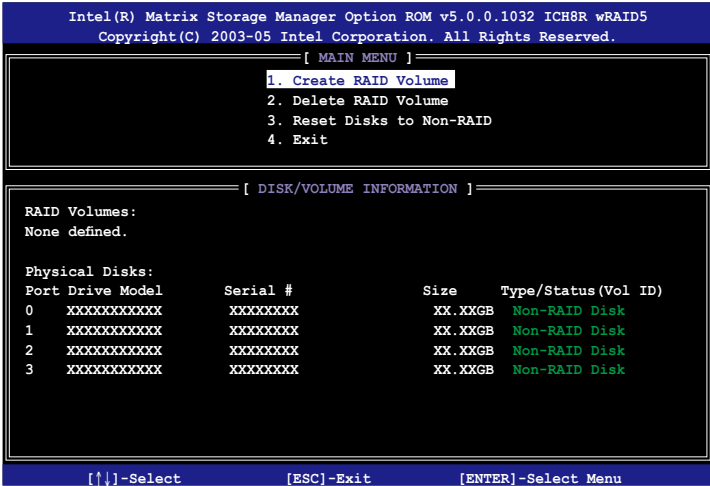 Intel(R) Matrix Storage Manager Option ROM v5.0.0.1032 ICH8R wRAID5
Copyright(C) 2003-05 Intel Corporation. All Rights Reserved.
[ MAIN MENU ]
1. Create RAID Volume
2. Delete RAID Volume
3. Reset Disks to Non-RAID
4. Exit
[ DISK/VOLUME INFORMATION ]
RAID Volumes:
None defined.
Physical Disks:
Port Drive Model Serial # Size Type/Status(Vol ID)
0 XXXXXXXXXXX XXXXXXXX XX.XXGB Non-RAID Disk
1 XXXXXXXXXXX XXXXXXXX XX.XXGB Non-RAID Disk
2 XXXXXXXXXXX XXXXXXXX XX.XXGB Non-RAID Disk
3 XXXXXXXXXXX XXXXXXXX XX.XXGB Non-RAID Disk
[↑↓]-Select [ESC]-Exit [ENTER]-Select Menu